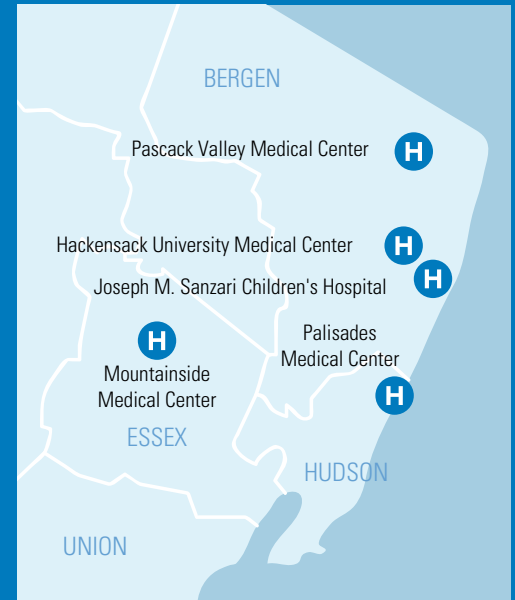 BERGEN
Pascack Valley Medical Center
H
Hackensack University Medical Center
H
Joseph M. Sanzari Children's Hospital
H
Palisades
Medical Center
H
H
Mountainside
Medical Center
ESSEX
HUDSON
UNION